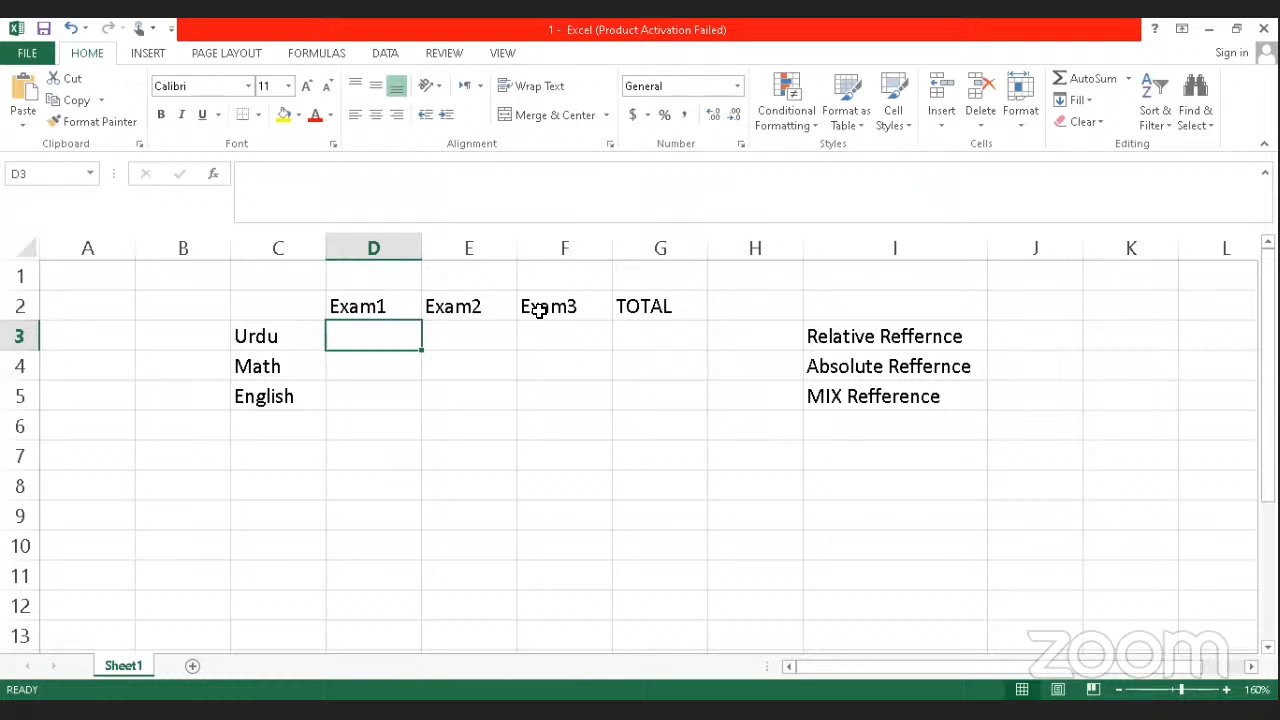 1 - Excel (Product Activation Failed)
Sign in
FILE HOME INSERT PAGE LAYOUT FORMULAS DATA REVIEW VIEW
Paste Cut Copy Format Painter Clipboard
Calibri 11 B I U A Font
Wrap Text Merge & Center Alignment
General $ % , Number
Conditional Formatting Format as Table Cell Styles Styles
Insert Delete Format Cells
AutoSum Fill Clear Sort & Filter Find & Select Editing
D3 fx
A B C D E F G H I J K L
1
2 Exam1 Exam2 Exam3 TOTAL
3 Urdu Relative Reffernce
4 Math Absolute Reffernce
5 English MIX Refference
6
7
8
9
10
11
12
13
Sheet1
zoom
READY 160%